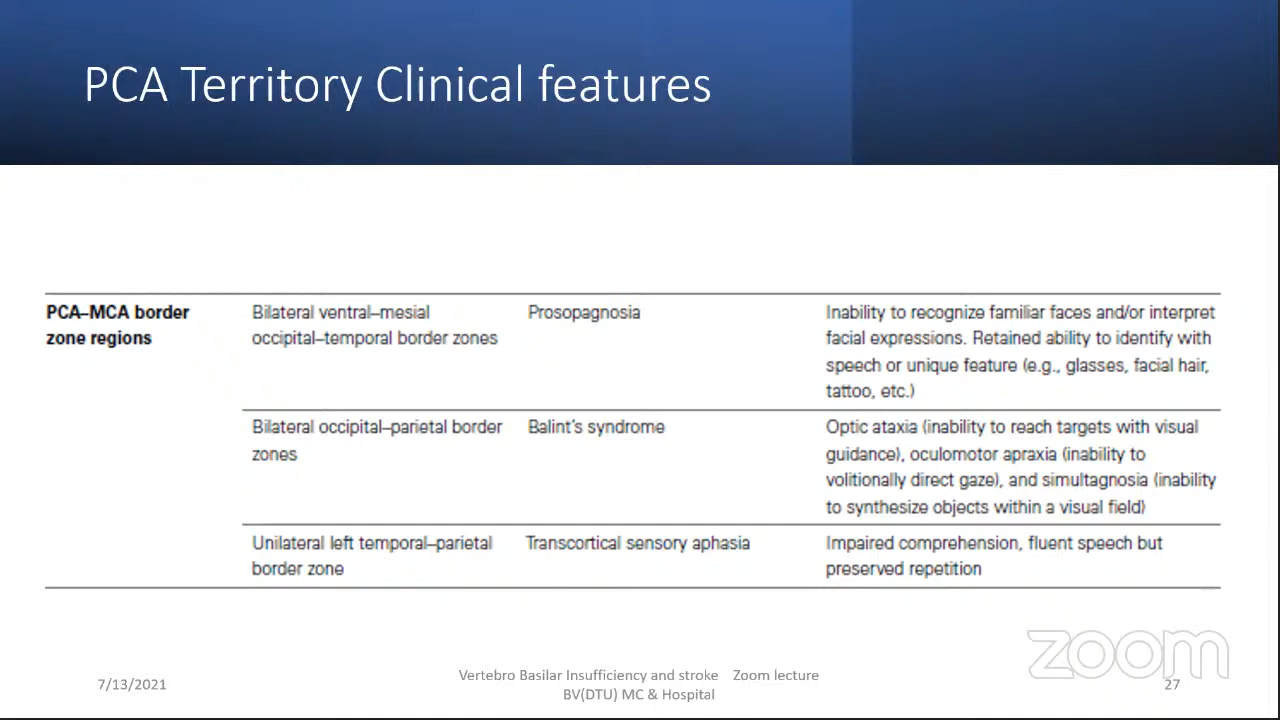 PCA Territory Clinical features
PCA–MCA border
zone regions
Bilateral ventral–mesial
occipital–temporal border zones
Prosopagnosia
Inability to recognize familiar faces and/or interpret
facial expressions. Retained ability to identify with
speech or unique feature (e.g., glasses, facial hair,
tattoo, etc.)
Bilateral occipital–parietal border
zones
Balint's syndrome
Optic ataxia (inability to reach targets with visual
guidance), oculomotor apraxia (inability to
volitionally direct gaze), and simultagnosia (inability
to synthesize objects within a visual field)
Unilateral left temporal–parietal
border zone
Transcortical sensory aphasia
Impaired comprehension, fluent speech but
preserved repetition
zoom
7/13/2021
Vertebro Basilar Insufficiency and stroke Zoom lecture
BV(DTU) MC & Hospital
27